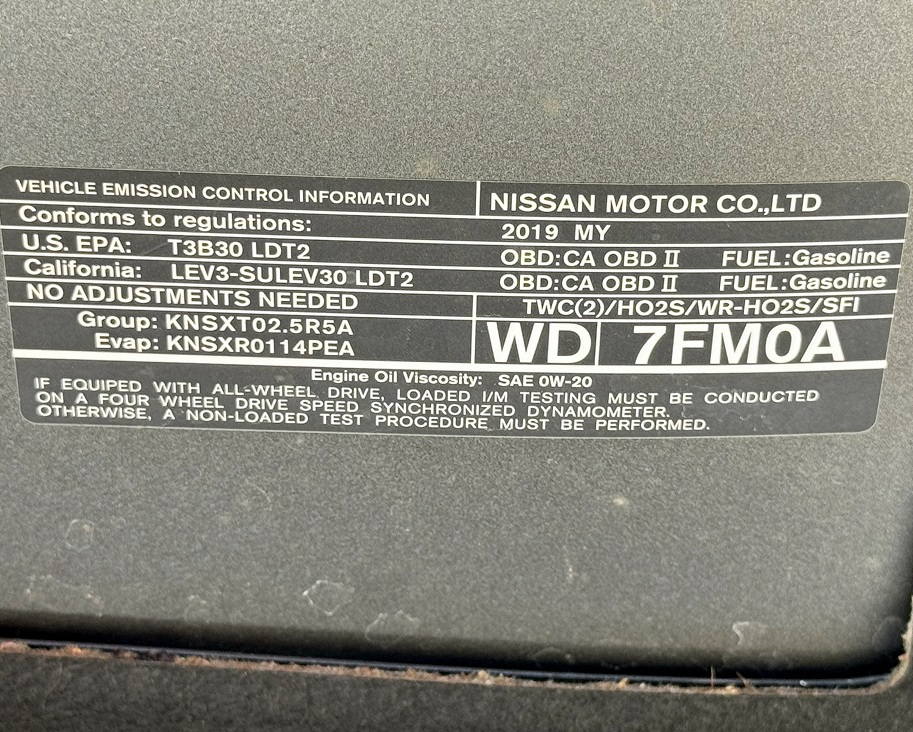 VEHICLE EMISSION CONTROL INFORMATION
NISSAN MOTOR CO.,LTD
Conforms to regulations:
2019 MY
U.S. EPA: T3B30 LDT2
OBD:CA OBD II FUEL:Gasoline
California: LEV3-SULEV30 LDT2
OBD:CA OBD II FUEL:Gasoline
NO ADJUSTMENTS NEEDED
TWC(2)/HO2S/WR-HO2S/SFI
Group: KNSXT02.5R5A
Evap: KNSXR0114PEA
WD 7FM0A
Engine Oil Viscosity: SAE 0W-20
IF EQUIPED WITH ALL-WHEEL DRIVE, LOADED I/M TESTING MUST BE CONDUCTED
ON A FOUR WHEEL DRIVE SPEED SYNCHRONIZED DYNAMOMETER.
OTHERWISE, A NON-LOADED TEST PROCEDURE MUST BE PERFORMED.